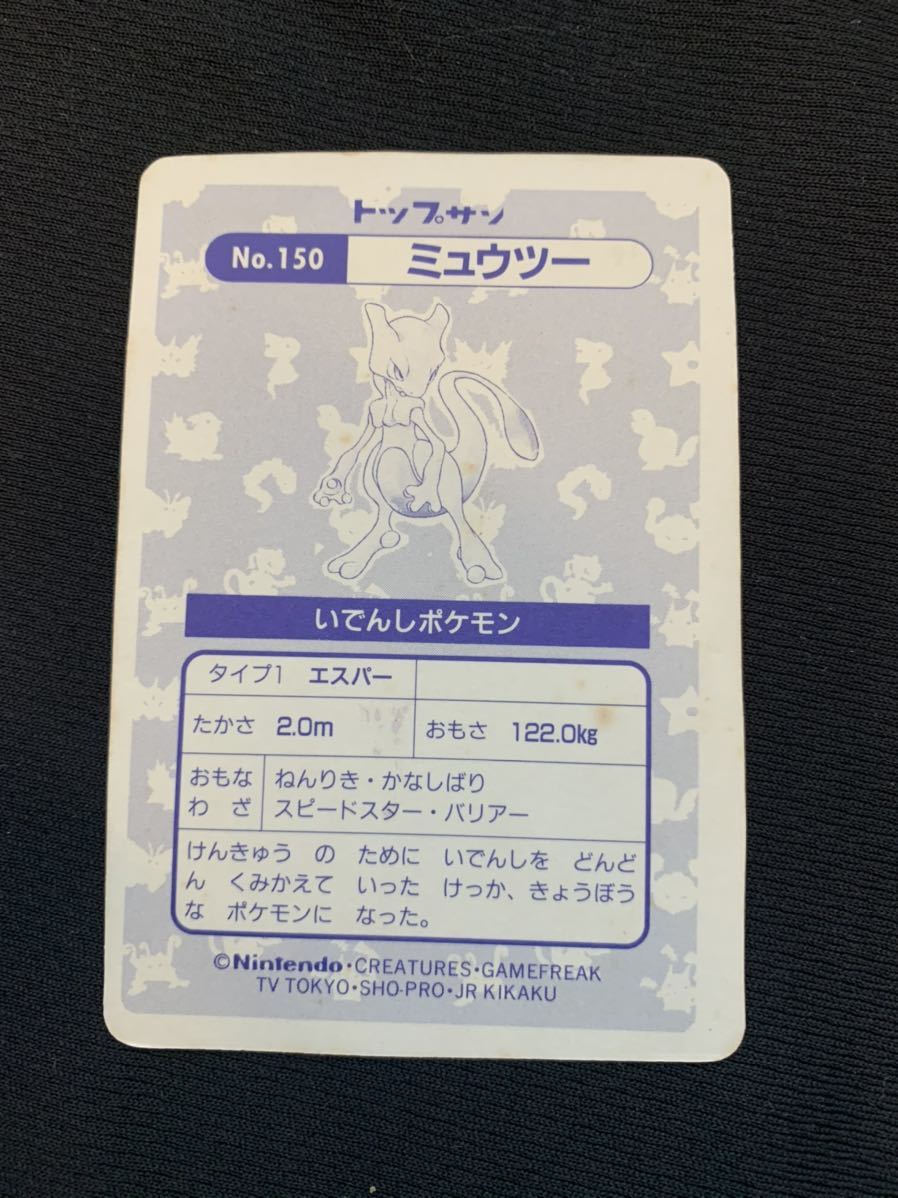 トップサン
No.150 ミュウツー
いでんしポケモン
タイプ1 エスパー
たかさ 2.0m おもさ 122.0kg
おもな ねんりき・かなしばり
わ ざ スピードスター・バリアー
けんきゅう の ために いでんしを どんど
ん くみかえて いった けっか、きょうぼう
な ポケモンに なった。
©Nintendo・CREATURES・GAMEFREAK
TV TOKYO・SHO-PRO・JR KIKAKU